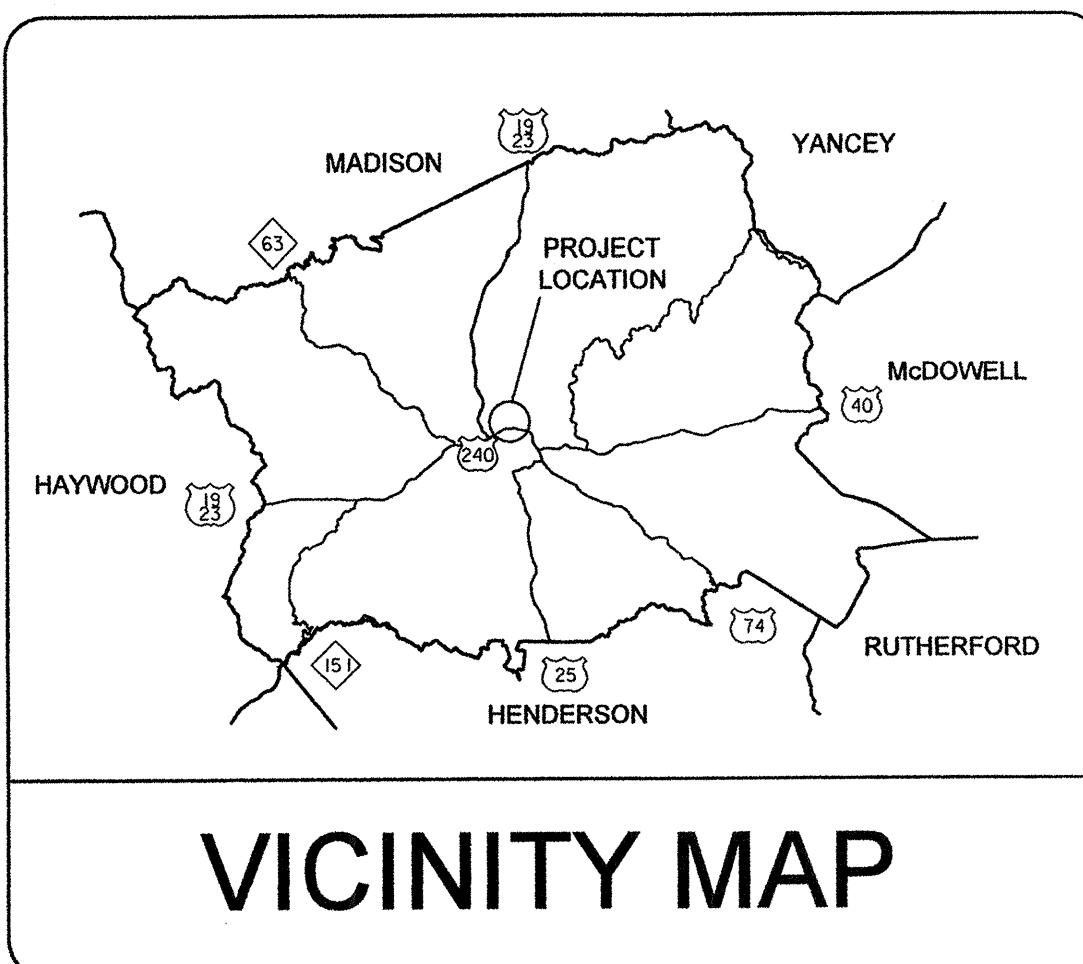 19
23
YANCEY
MADISON
63
PROJECT
LOCATION
McDOWELL
40
240
HAYWOOD
19
23
74
RUTHERFORD
151
25
HENDERSON
VICINITY MAP